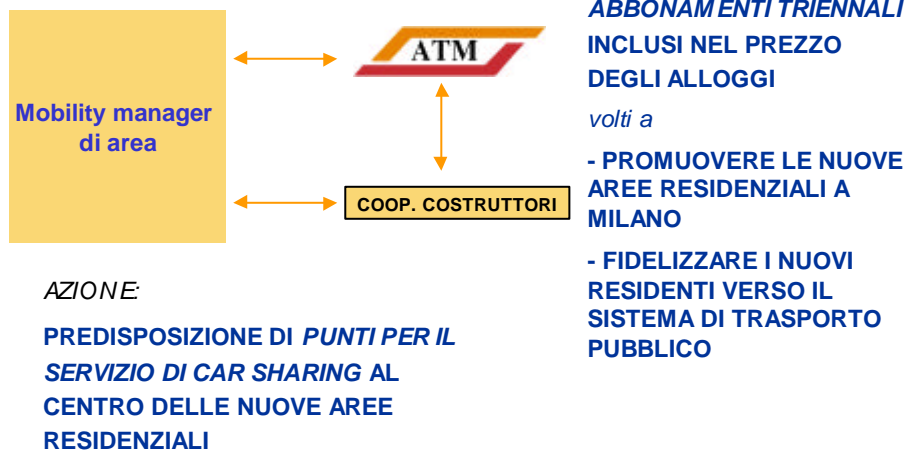 Mobility manager
di area
ATM
COOP. COSTRUTTORI
ABBONAMENTI TRIENNALI
INCLUSI NEL PREZZO
DEGLI ALLOGGI
volti a
- PROMUOVERE LE NUOVE
AREE RESIDENZIALI A
MILANO
- FIDELIZZARE I NUOVI
RESIDENTI VERSO IL
SISTEMA DI TRASPORTO
PUBBLICO
AZIONE:
PREDISPOSIZIONE DI PUNTI PER IL
SERVIZIO DI CAR SHARING AL
CENTRO DELLE NUOVE AREE
RESIDENZIALI